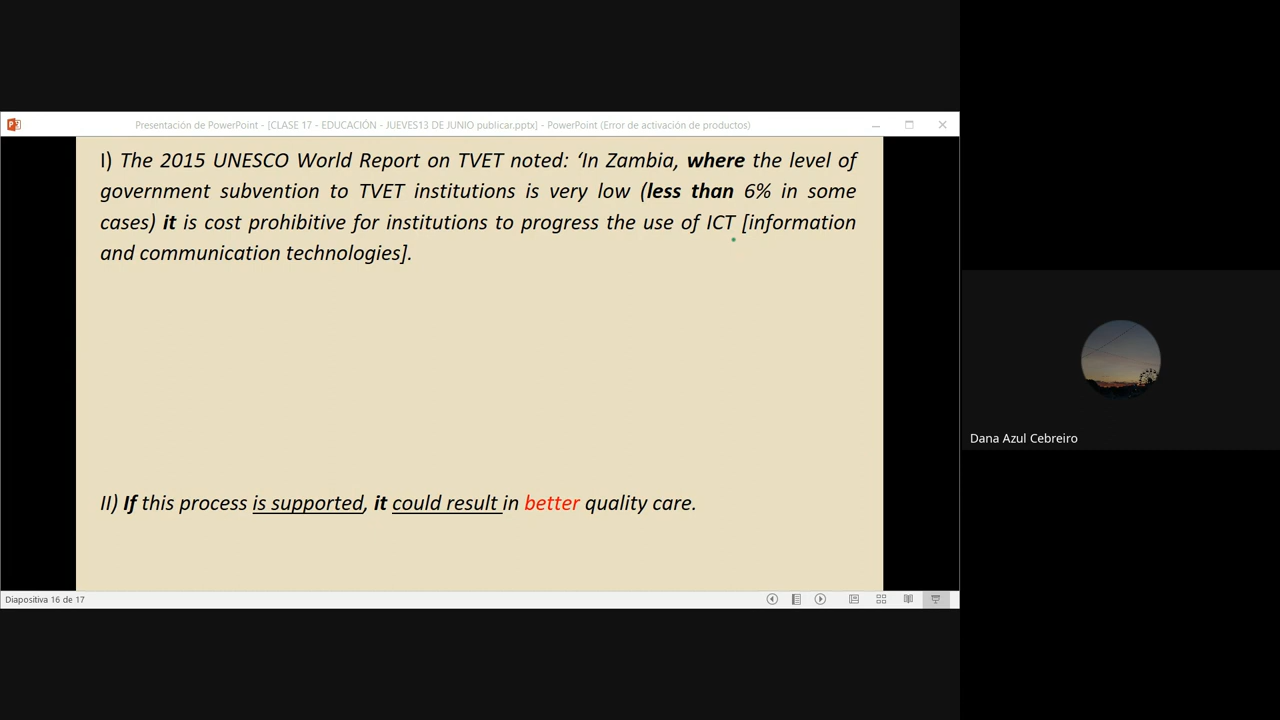 Presentación de PowerPoint - [CLASE 17 - EDUCACIÓN - JUEVES13 DE JUNIO publicar.pptx] - PowerPoint (Error de activación de productos)
I) The 2015 UNESCO World Report on TVET noted: ‘In Zambia, where the level of
government subvention to TVET institutions is very low (less than 6% in some
cases) it is cost prohibitive for institutions to progress the use of ICT [information
and communication technologies].
Dana Azul Cebreiro
II) If this process is supported, it could result in better quality care.
Diapositiva 16 de 17